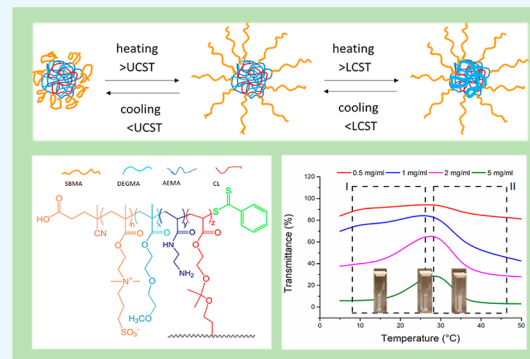 heating
>UCST
cooling
<UCST
heating
>LCST
cooling
<LCST
SBMA DEGMA AEMA CL
HO
O
CN
m
x
y
z
S
S
O O
O O
HN O
O O
N+
NH2
O
O
O
H3CO
SO3-
0.5 mg/ml 1 mg/ml 2 mg/ml 5 mg/ml
I II
Transmittance (%)
120
100
80
60
40
20
0
0 10 20 30 40 50
Temperature (°C)